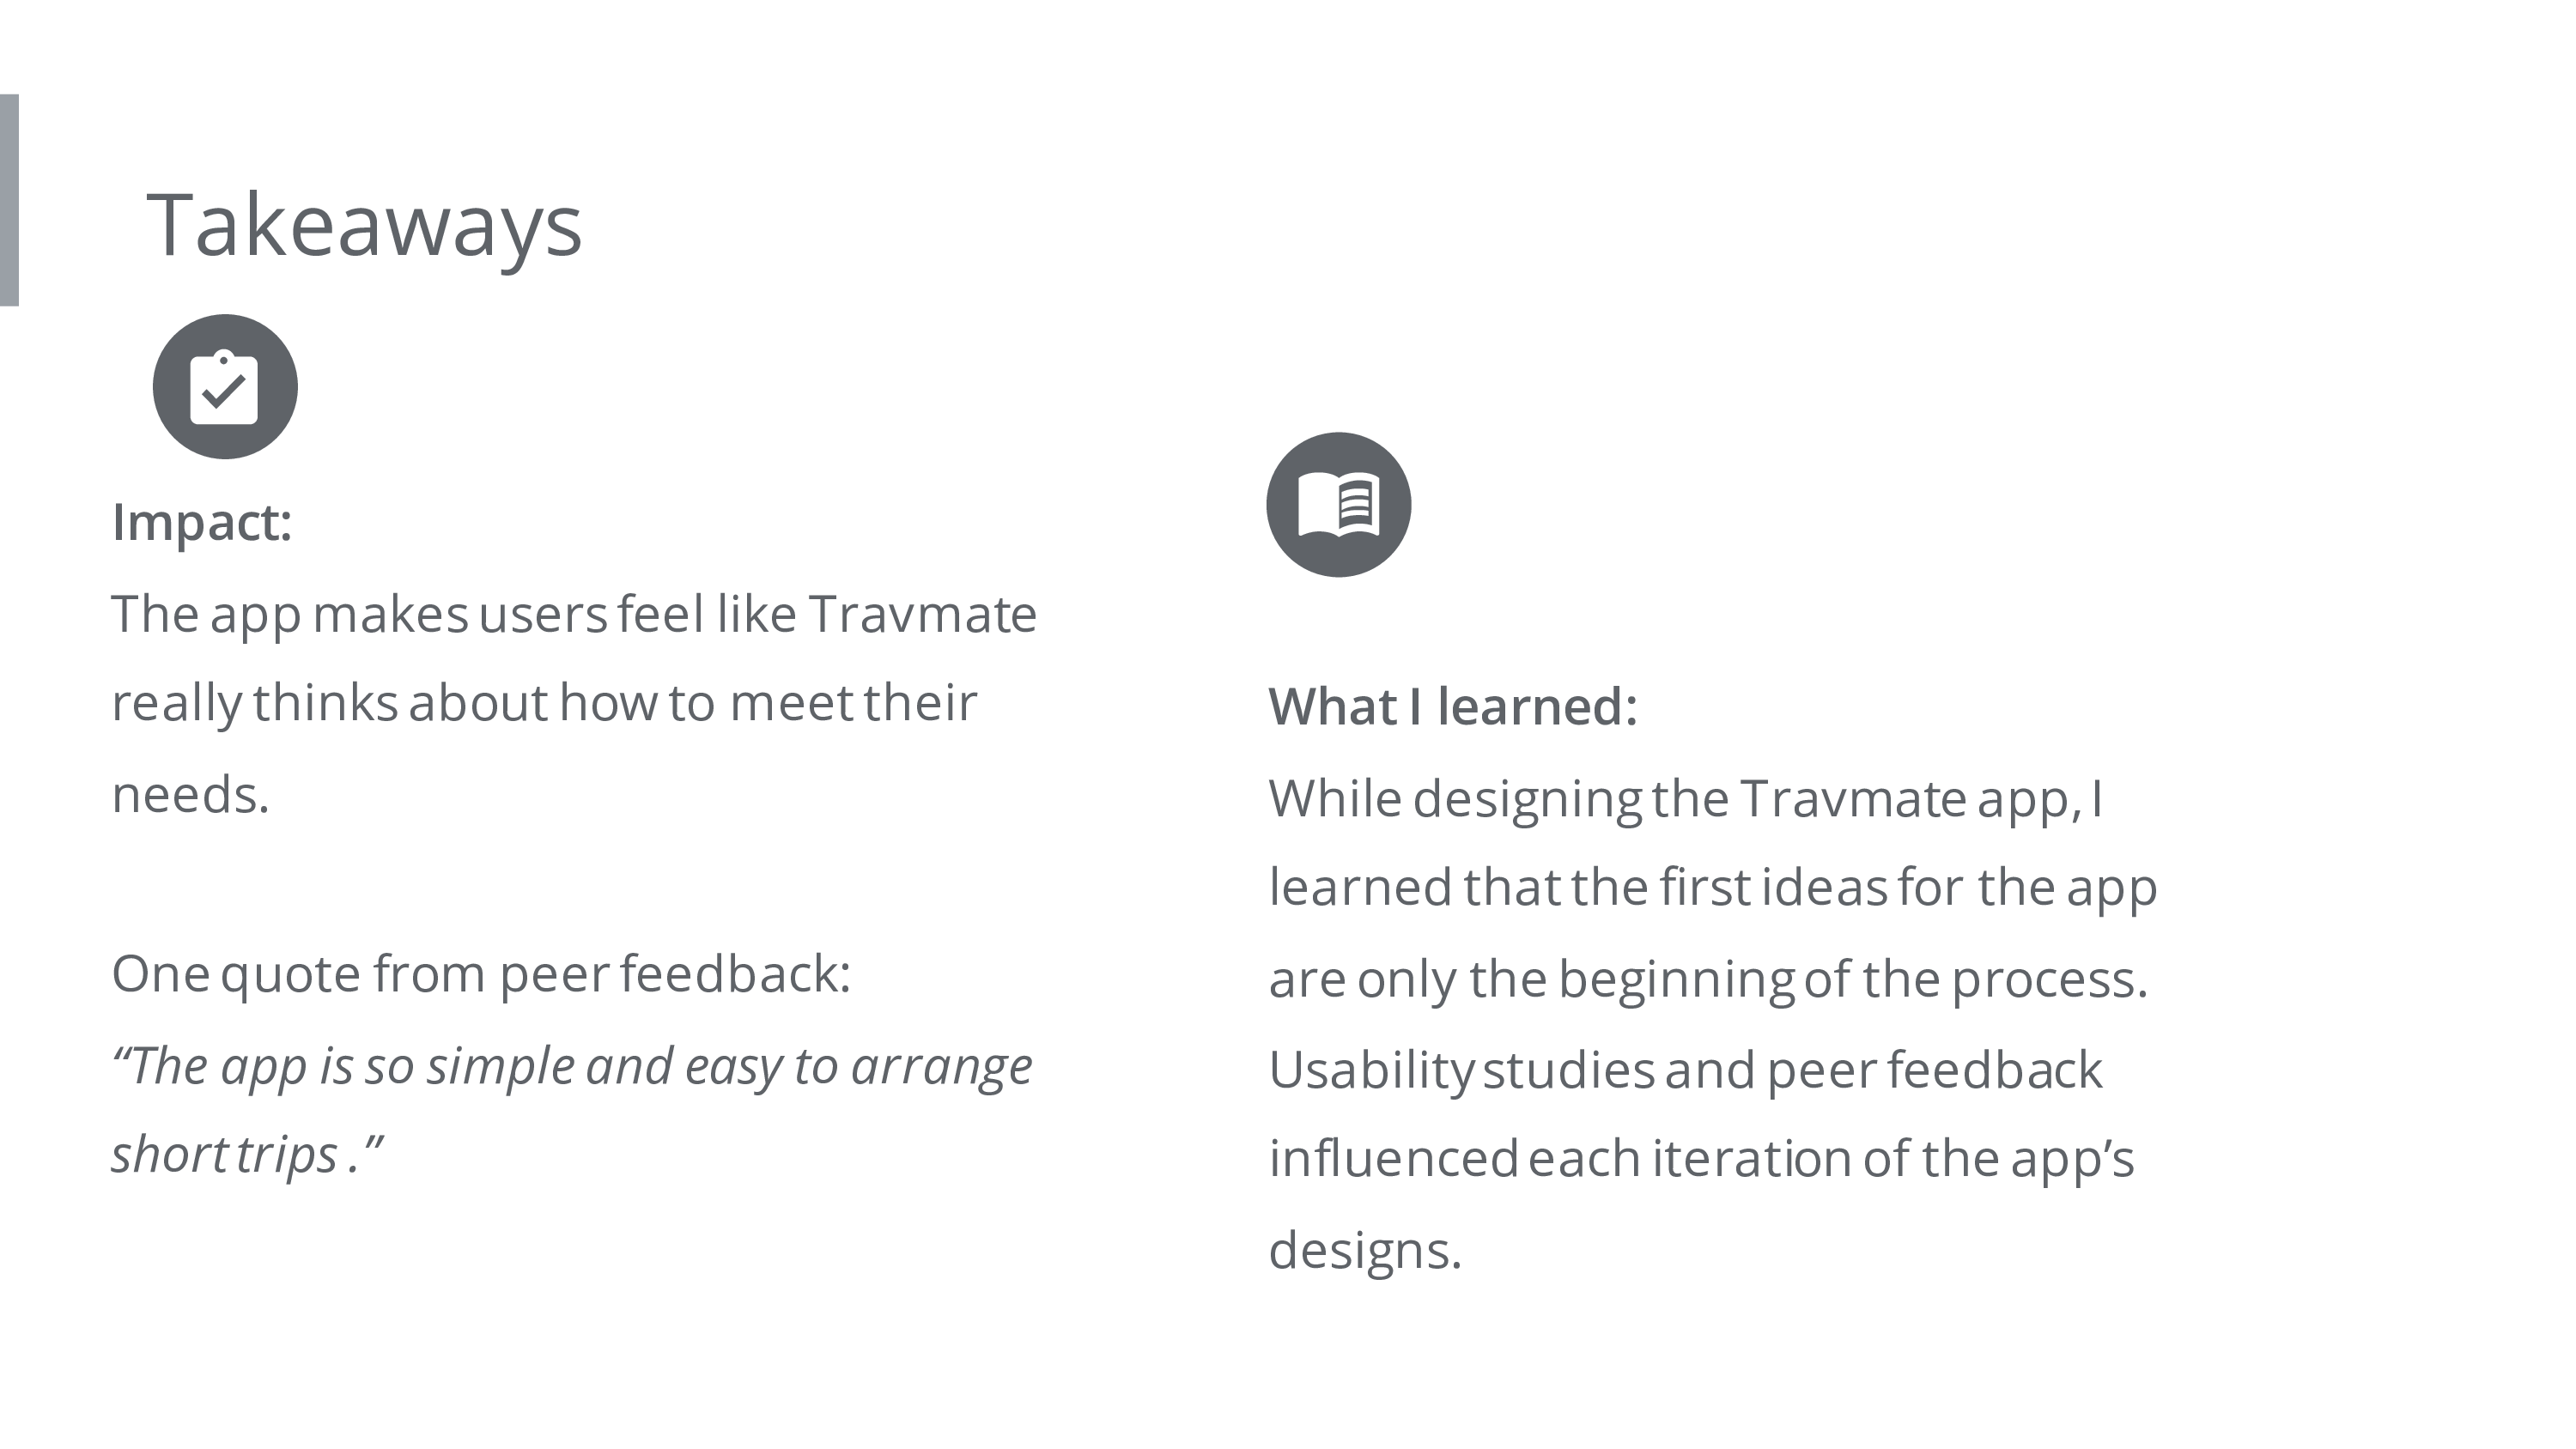 Takeaways
Impact:
The app makes users feel like Travmate
really thinks about how to meet their
needs.
One quote from peer feedback:
“The app is so simple and easy to arrange
short trips .”
What I learned:
While designing the Travmate app, I
learned that the first ideas for the app
are only the beginning of the process.
Usability studies and peer feedback
influenced each iteration of the app’s
designs.